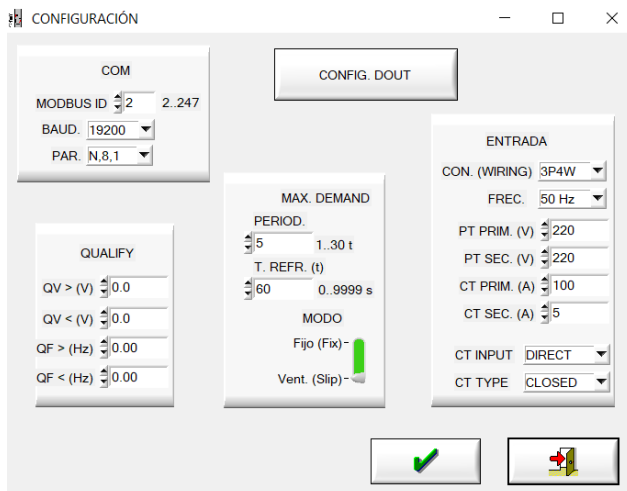 CONFIGURACIÓN
COM
MODBUS ID 2 2..247
BAUD. 19200
PAR. N,8,1
CONFIG. DOUT
QUALIFY
QV > (V) 0.0
QV < (V) 0.0
QF > (Hz) 0.00
QF < (Hz) 0.00
MAX. DEMAND
PERIOD.
5 1..30 t
T. REFR. (t)
60 0..9999 s
MODO
Fijo (Fix)-
Vent. (Slip)-
ENTRADA
CON. (WIRING) 3P4W
FREC. 50 Hz
PT PRIM. (V) 220
PT SEC. (V) 220
CT PRIM. (A) 100
CT SEC. (A) 5
CT INPUT DIRECT
CT TYPE CLOSED